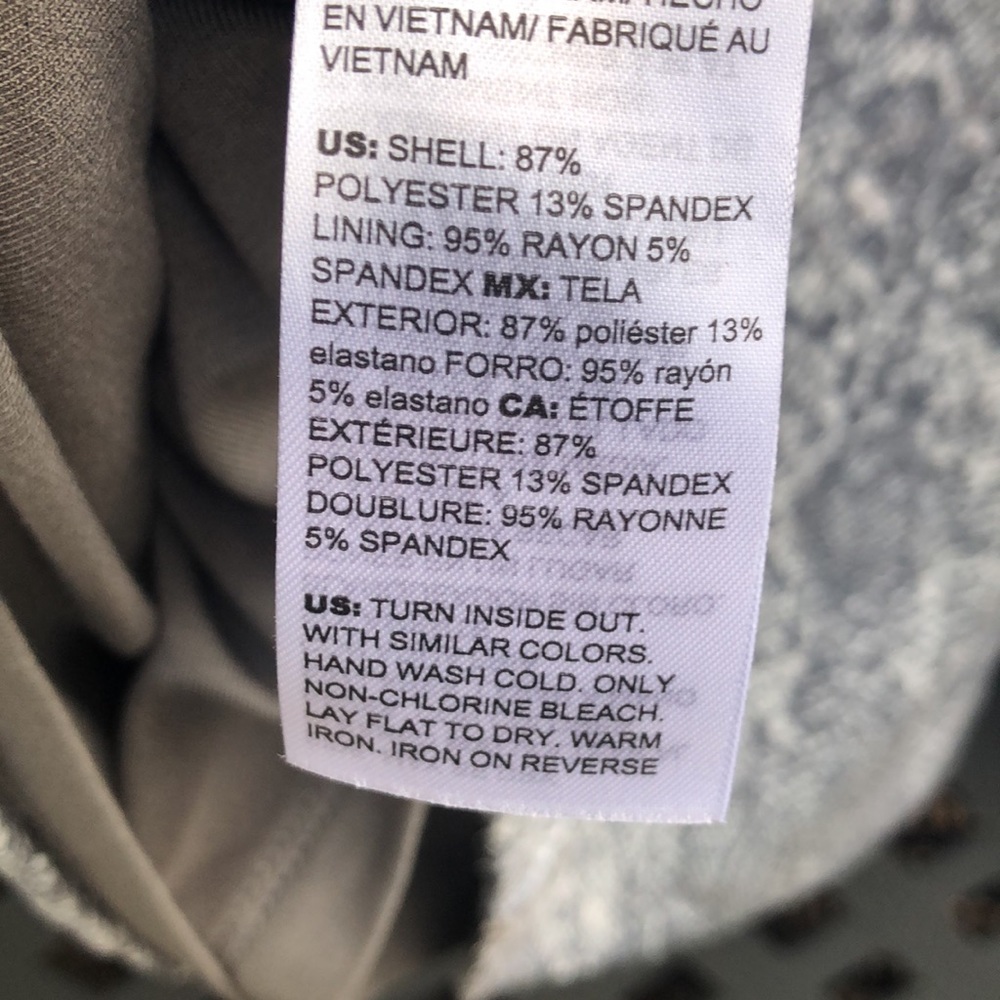 HECHO
EN VIETNAM/ FABRIQUÉ AU
VIETNAM
US: SHELL: 87%
POLYESTER 13% SPANDEX
LINING: 95% RAYON 5%
SPANDEX MX: TELA
EXTERIOR: 87% poliéster 13%
elastano FORRO: 95% rayón
5% elastano CA: ÉTOFFE
EXTÉRIEURE: 87%
POLYESTER 13% SPANDEX
DOUBLURE: 95% RAYONNE
5% SPANDEX
US: TURN INSIDE OUT.
WITH SIMILAR COLORS.
HAND WASH COLD. ONLY
NON-CHLORINE BLEACH.
LAY FLAT TO DRY. WARM
IRON. IRON ON REVERSE